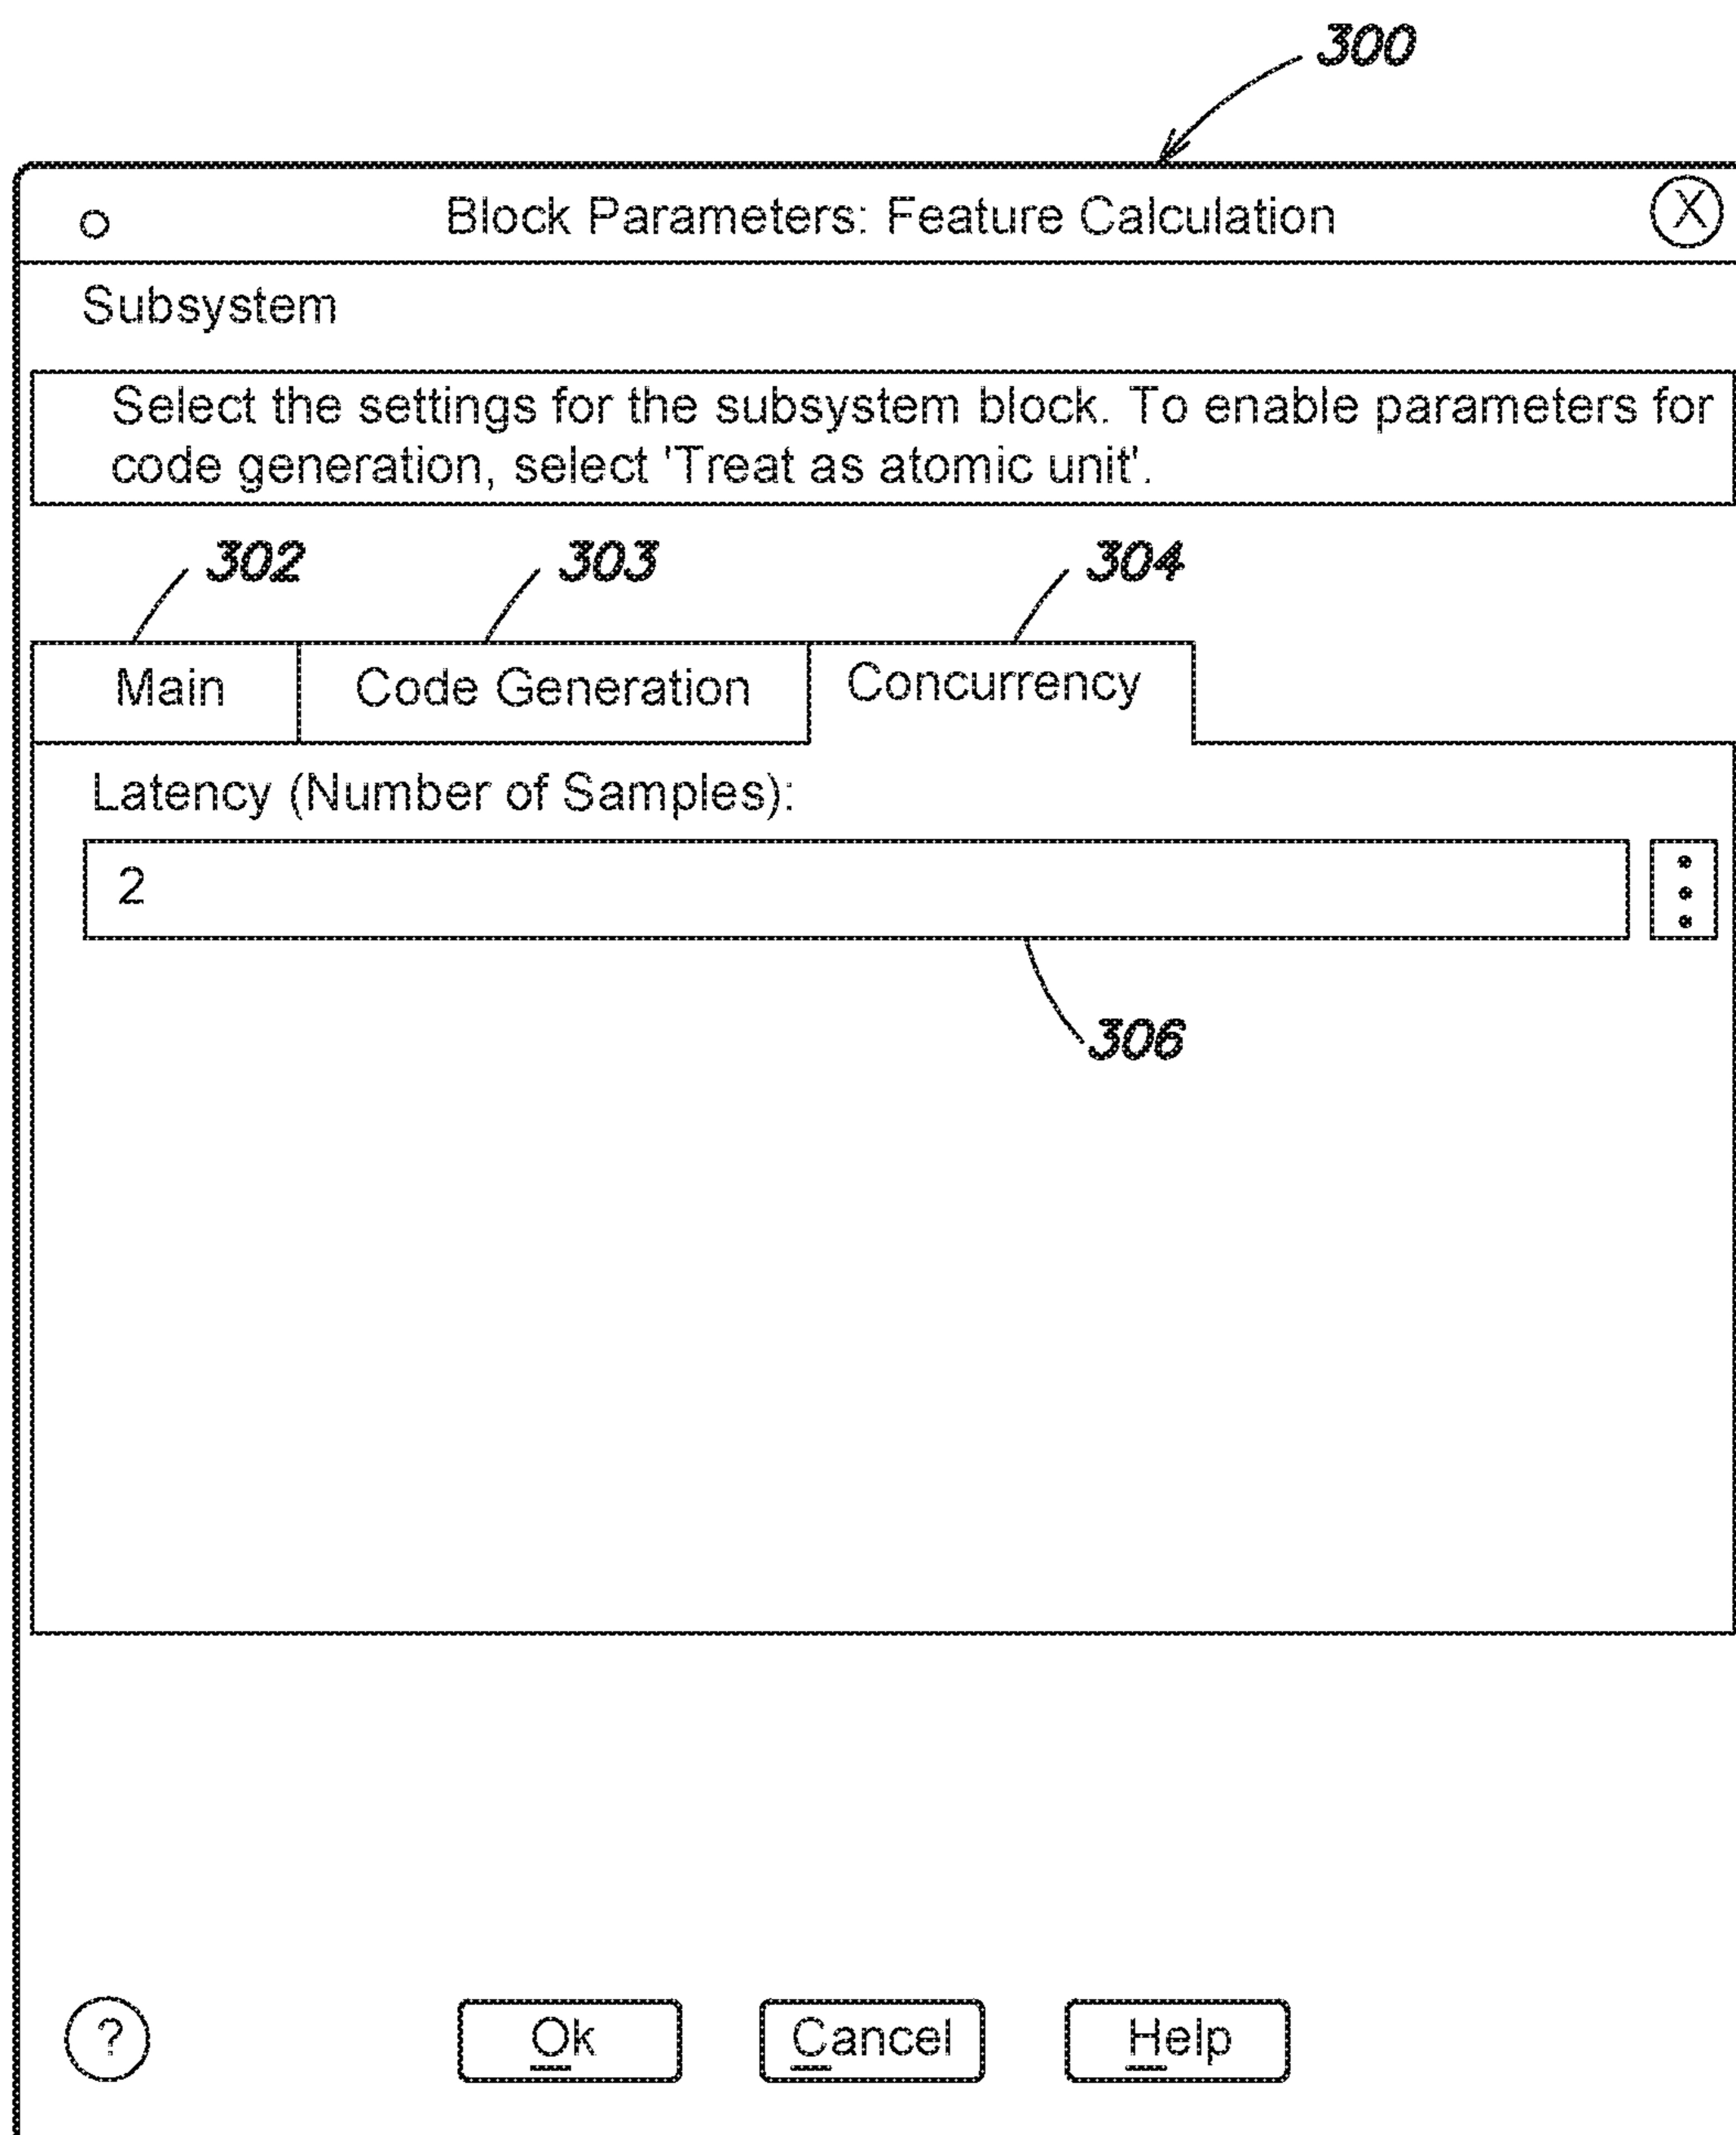 300
Block Parameters: Feature Calculation X
Subsystem
Select the settings for the subsystem block. To enable parameters for
code generation, select 'Treat as atomic unit'.
302 303 304
Main Code Generation Concurrency
Latency (Number of Samples):
2
306
? Ok Cancel Help